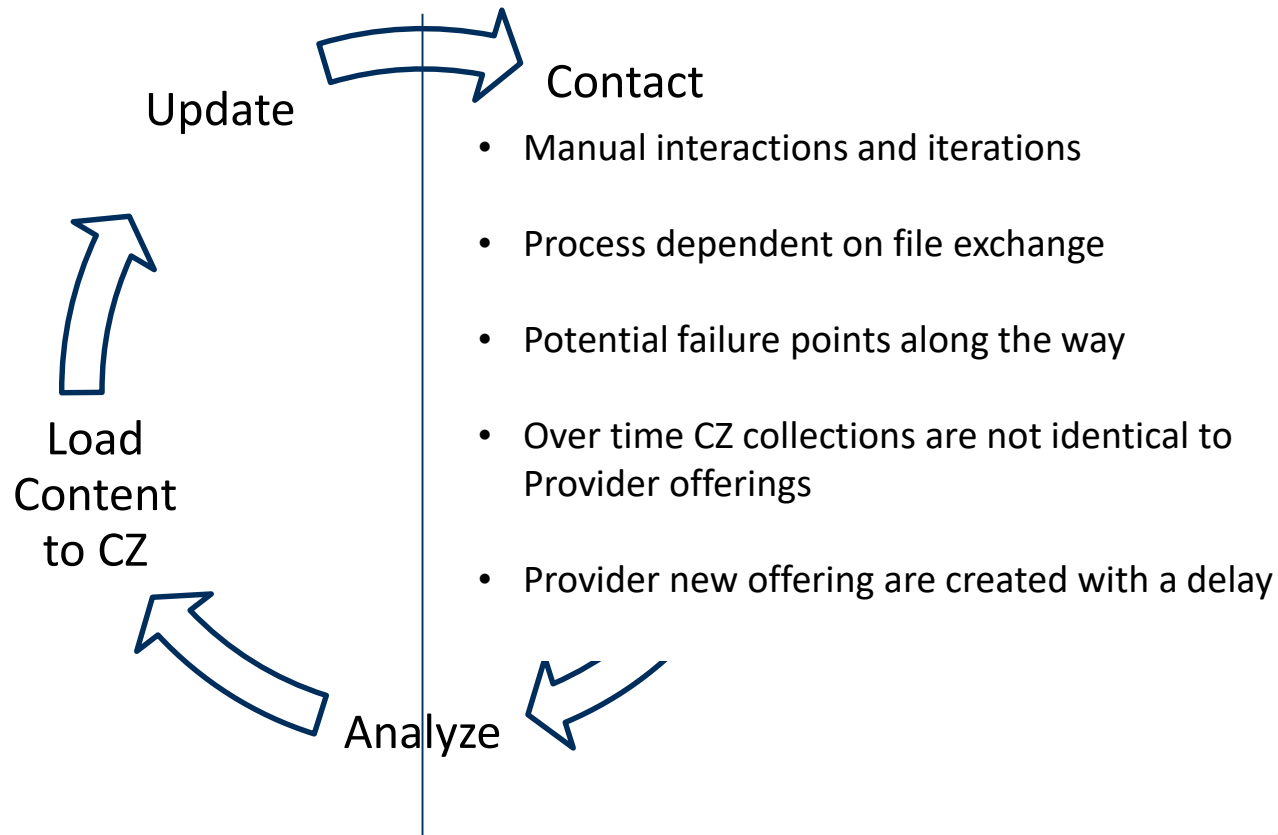 Update
Contact
• Manual interactions and iterations
• Process dependent on file exchange
• Potential failure points along the way
• Over time CZ collections are not identical to
Provider offerings
• Provider new offering are created with a delay
Load
Content
to CZ
Analyze